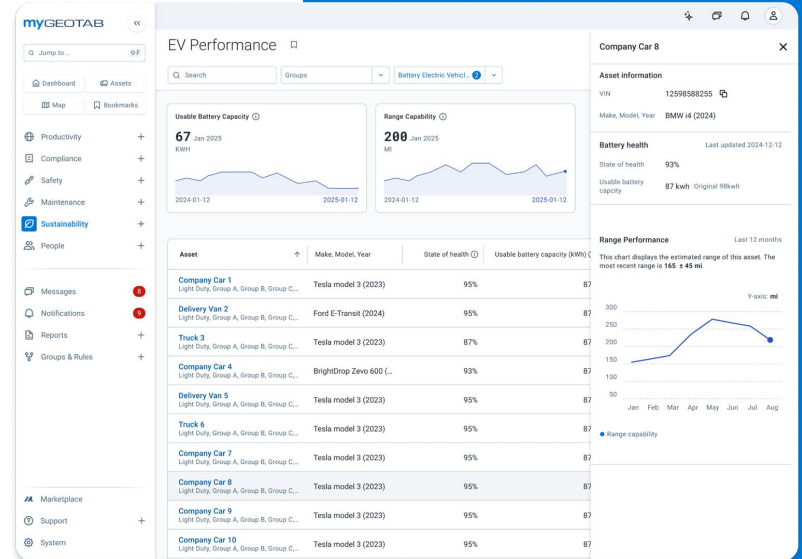 myGEOTAB
Jump to...
F
Dashboard
Assets
Map
Bookmarks
Productivity
Compliance
Safety
Maintenance
Sustainability
People
Messages 8
Notifications 9
Reports
Groups & Rules
Marketplace
Support
System
EV Performance
Search
Groups
Battery Electric Vehicl... 2
Usable Battery Capacity
67 Jan 2025
KWH
2024-01-12 2025-01-12
Range Capability
200 Jan 2025
MI
2024-01-12 2025-01-12
Asset Make, Model, Year State of health Usable battery capacity (kWh)
Company Car 1
Light Duty, Group A, Group B, Group C,... Tesla model 3 (2023) 95% 87
Delivery Van 2
Light Duty, Group A, Group B, Group C,... Ford E-Transit (2024) 95% 87
Truck 3
Light Duty, Group A, Group B, Group C,... Tesla model 3 (2023) 87% 87
Company Car 4
Light Duty, Group A, Group B, Group C,... BrightDrop Zevo 600 (... 93% 87
Delivery Van 5
Light Duty, Group A, Group B, Group C,... Tesla model 3 (2023) 95% 87
Truck 6
Light Duty, Group A, Group B, Group C,... Tesla model 3 (2023) 95% 87
Company Car 7
Light Duty, Group A, Group B, Group C,... Tesla model 3 (2023) 95% 87
Company Car 8
Light Duty, Group A, Group B, Group C,... Tesla model 3 (2023) 95% 87
Company Car 9
Light Duty, Group A, Group B, Group C,... Tesla model 3 (2023) 95% 87
Company Car 10
Light Duty, Group A, Group B, Group C,... Tesla model 3 (2023) 95% 87
Company Car 8
Asset information
VIN 12598588255
Make, Model, Year BMW i4 (2024)
Battery health Last updated 2024-12-12
State of health 93%
Usable battery
capcity 87 kwh Original 98kwh
Range Performance Last 12 months
This chart displays the estimated range of this asset. The
most recent range is 165 ± 45 mi.
Y-axis: mi
300
250
200
150
100
50
Jan Feb Mar Apr May Jun Jul Aug
Range capability